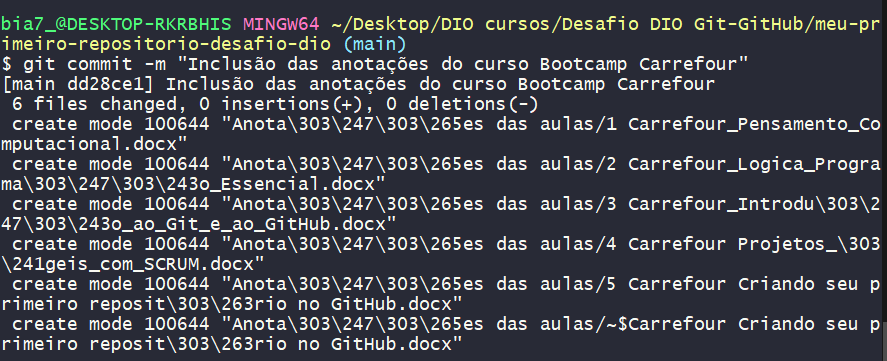 bia7_@DESKTOP-RKRBHIS MINGW64 ~/Desktop/DIO cursos/Desafio DIO Git-GitHub/meu-pr
imeiro-repositorio-desafio-dio (main)
$ git commit -m "Inclusão das anotações do curso Bootcamp Carrefour"
[main dd28ce1] Inclusão das anotações do curso Bootcamp Carrefour
 6 files changed, 0 insertions(+), 0 deletions(-)
 create mode 100644 "Anota\303\247\303\265es das aulas/1 Carrefour_Pensamento_Co
mputacional.docx"
 create mode 100644 "Anota\303\247\303\265es das aulas/2 Carrefour_Logica_Progra
ma\303\247\303\243o_Essencial.docx"
 create mode 100644 "Anota\303\247\303\265es das aulas/3 Carrefour_Introdu\303\2
47\303\243o_ao_Git_e_ao_GitHub.docx"
 create mode 100644 "Anota\303\247\303\265es das aulas/4 Carrefour Projetos_\303
\241geis_com_SCRUM.docx"
 create mode 100644 "Anota\303\247\303\265es das aulas/5 Carrefour Criando seu p
rimeiro reposit\303\263rio no GitHub.docx"
 create mode 100644 "Anota\303\247\303\265es das aulas/~$Carrefour Criando seu p
rimeiro reposit\303\263rio no GitHub.docx"